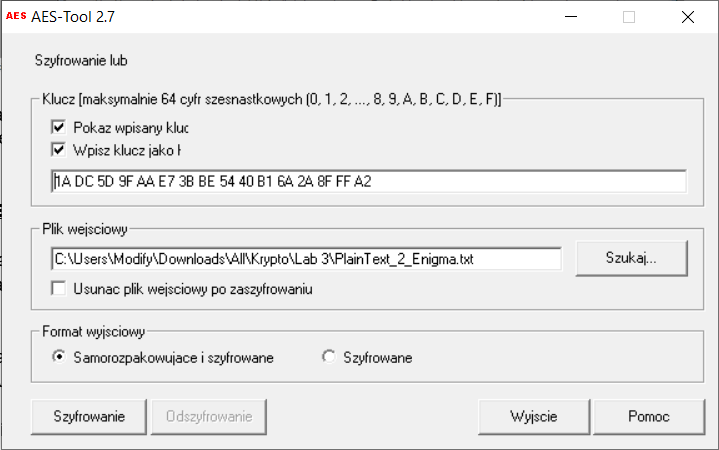 AES AES-Tool 2.7
Szyfrowanie lub
Klucz [maksymalnie 64 cyfr szesnastkowych (0, 1, 2, ..., 8, 9, A, B, C, D, E, F)]
Pokaz wpisany kluc
Wpisz klucz jako h
1A DC 5D 9F AA E7 3B BE 54 40 B1 6A 2A 8F FF A2
Plik wejsciowy
C:\Users\Modify\Downloads\All\Krypto\Lab 3\PlainText_2_Enigma.txt
Szukaj...
Usunac plik wejsciowy po zaszyfrowaniu
Format wyjsciowy
Samorozpakowujace i szyfrowane Szyfrowane
Szyfrowanie Odszyfrowanie Wyjscie Pomoc